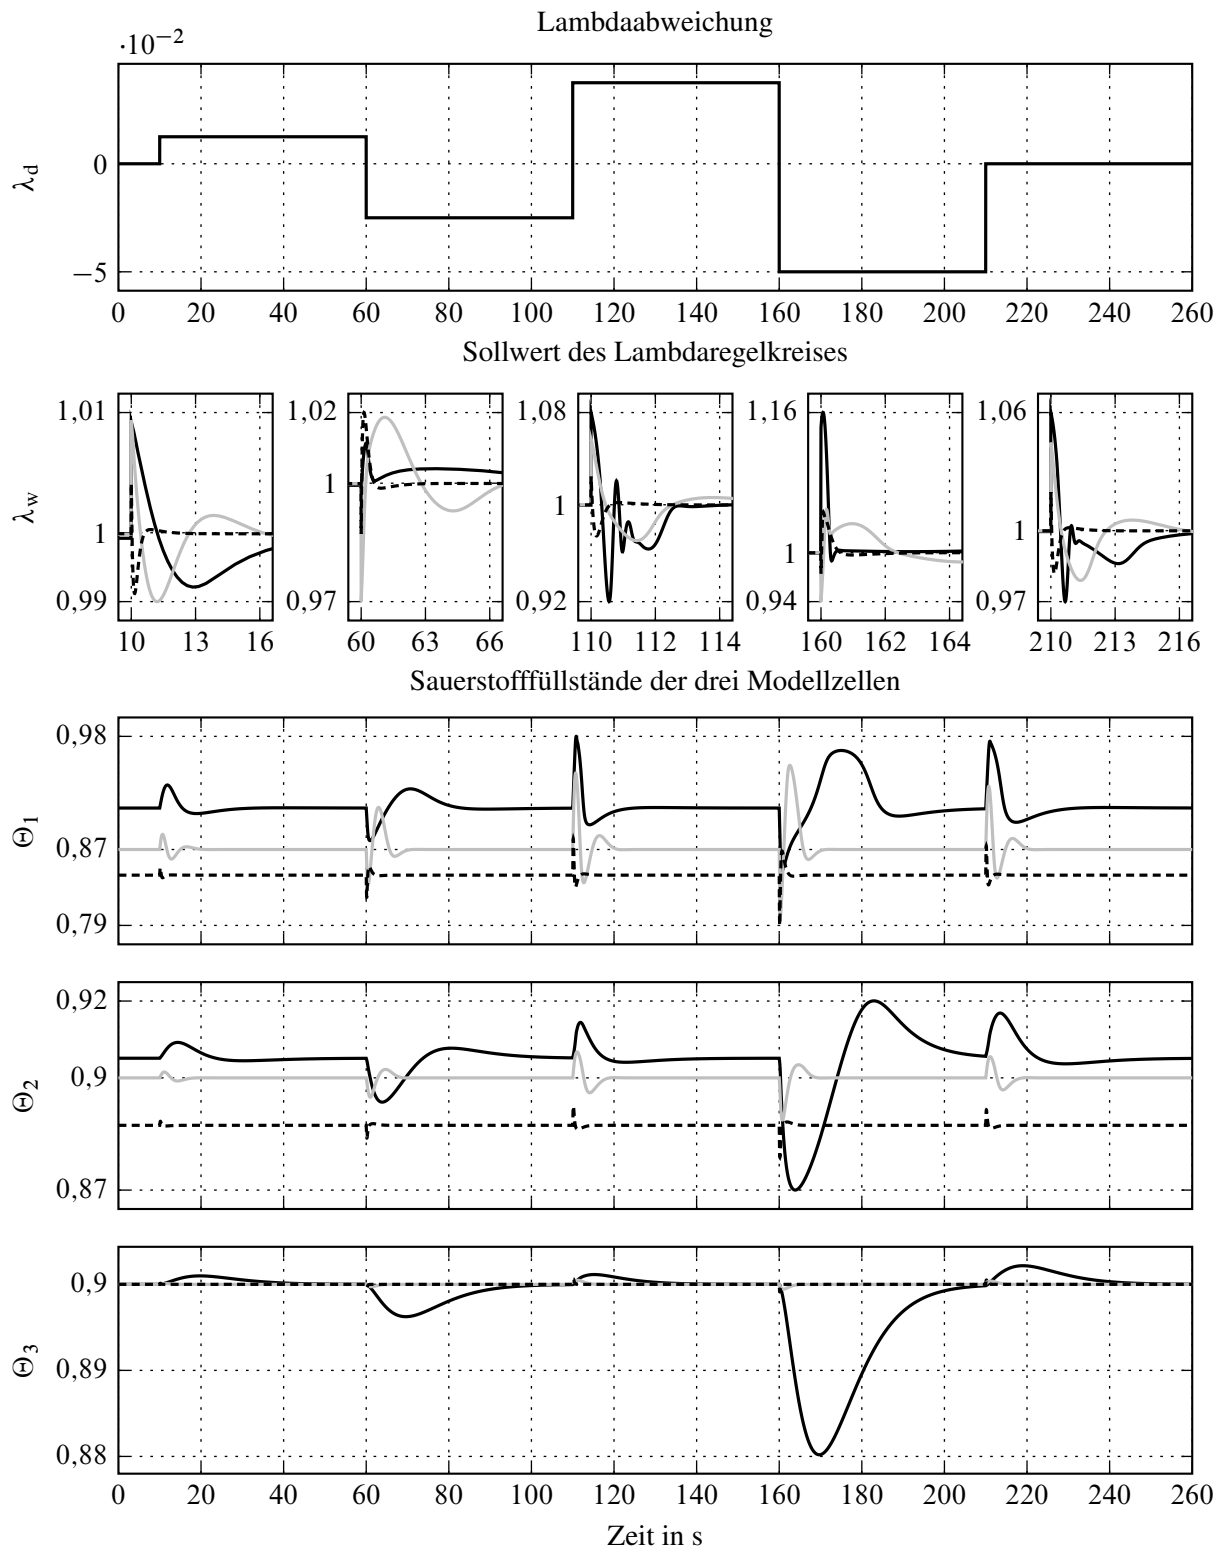 Lambdaabweichung
·10−2
0
−5
λd
0 20 40 60 80 100 120 140 160 180 200 220 240 260
Sollwert des Lambdaregelkreises
1,01 1,02 1,08 1,16 1,06
λw
1 1 1 1 1
0,99 0,97 0,92 0,94 0,97
10 13 16 60 63 66 110 112 114 160 162 164 210 213 216
Sauerstofffüllstände der drei Modellzellen
0,98
0,87
0,79
Θ1
0,92
0,9
0,87
Θ2
0,9
0,89
0,88
Θ3
0 20 40 60 80 100 120 140 160 180 200 220 240 260
Zeit in s